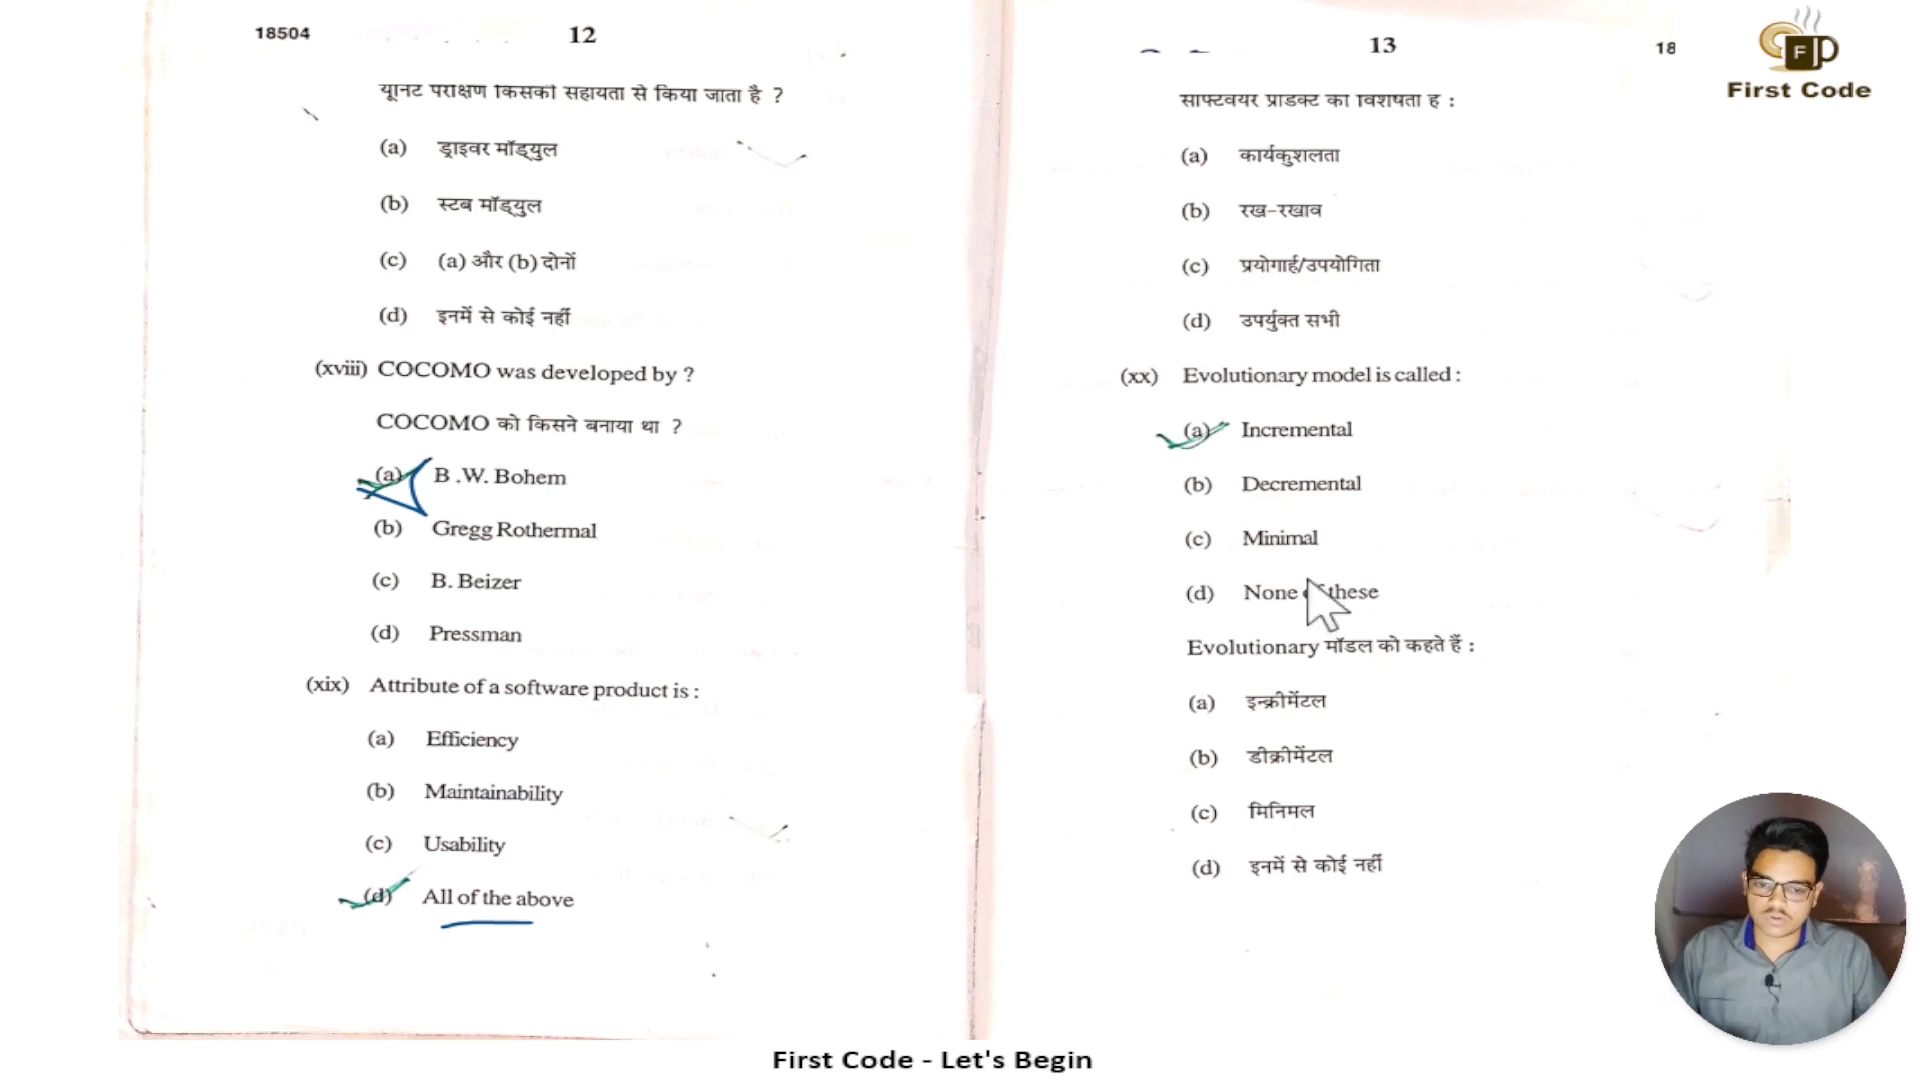 18504 12
यूनिट परीक्षण किसकी सहायता से किया जाता है ?
(a) ड्राइवर मॉड्युल
(b) स्टब मॉड्युल
(c) (a) और (b) दोनों
(d) इनमें से कोई नहीं
(xviii) COCOMO was developed by ?
COCOMO को किसने बनाया था ?
(a) B .W. Bohem
(b) Gregg Rothermal
(c) B. Beizer
(d) Pressman
(xix) Attribute of a software product is :
(a) Efficiency
(b) Maintainability
(c) Usability
(d) All of the above
13 18
साफ्टवेयर प्रोडक्ट की विशेषता है :
(a) कार्यकुशलता
(b) रख-रखाव
(c) प्रयोगार्ह/उपयोगिता
(d) उपर्युक्त सभी
(xx) Evolutionary model is called :
(a) Incremental
(b) Decremental
(c) Minimal
(d) None of these
Evolutionary मॉडल को कहते हैं :
(a) इन्क्रीमेंटल
(b) डीक्रीमेंटल
(c) मिनिमल
(d) इनमें से कोई नहीं
F
First Code
First Code - Let's Begin